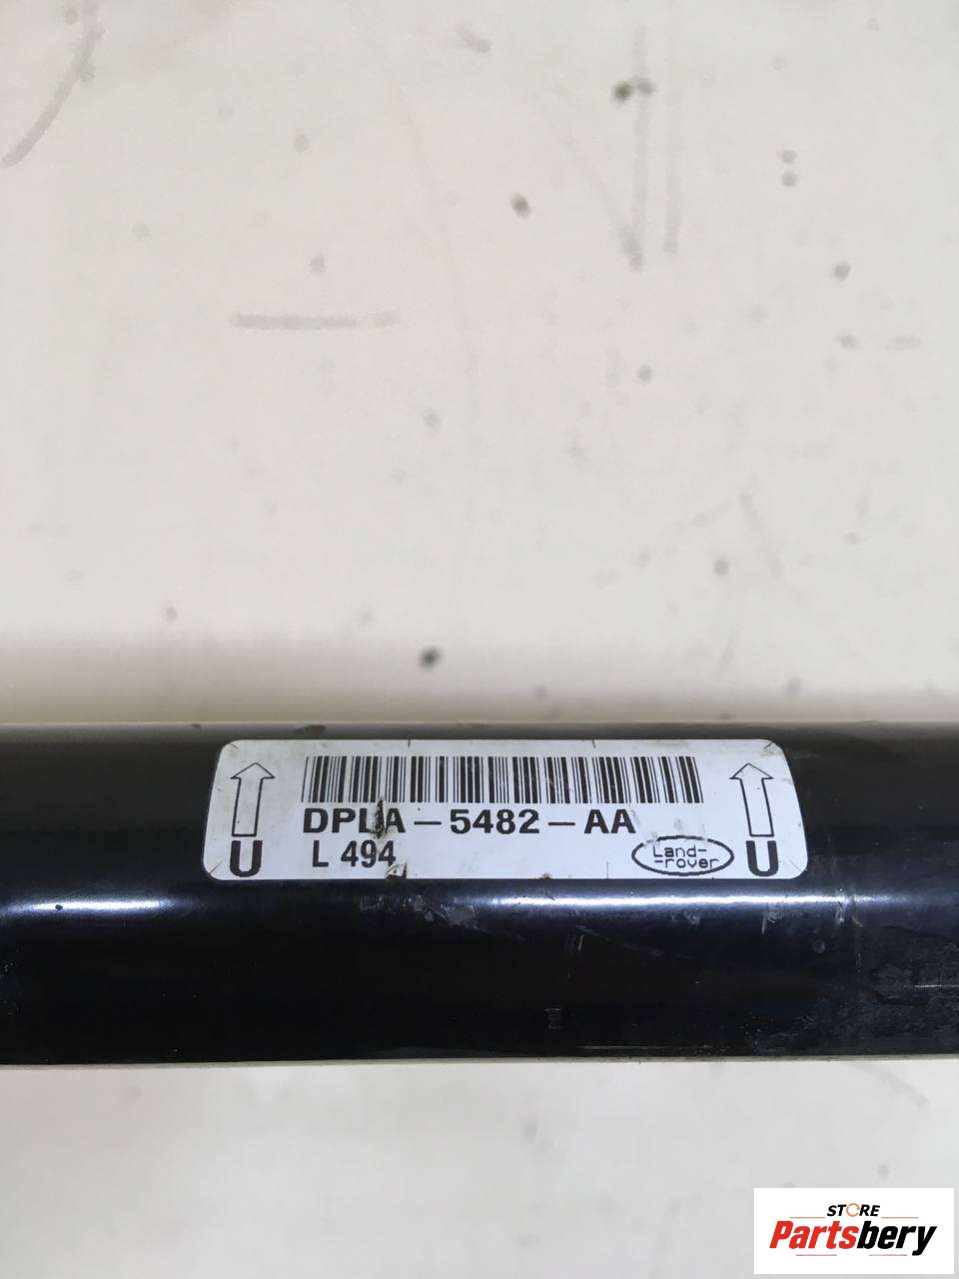 DPLA-5482-AA
L 494
Land-
-rover
U
U
STORE
Partsbery